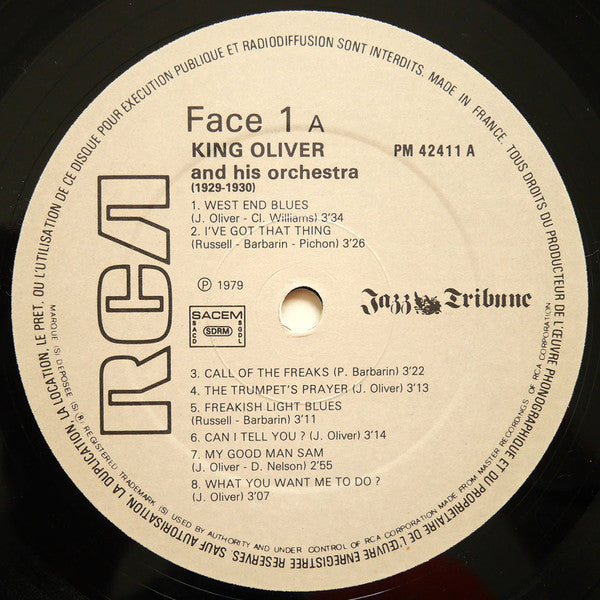 RCA
Face 1 A
KING OLIVER
and his orchestra
(1929-1930)
PM 42411 A
1. WEST END BLUES
(J. Oliver - Cl. Williams) 3'34
2. I'VE GOT THAT THING
(Russell - Barbarin - Pichon) 3'26
Ⓟ 1979
SACEM
SACD
SDRM
SGDL
Jazz Tribune
3. CALL OF THE FREAKS (P. Barbarin) 3'22
4. THE TRUMPET'S PRAYER (J. Oliver) 3'13
5. FREAKISH LIGHT BLUES
(Russell - Barbarin) 3'11
6. CAN I TELL YOU ? (J. Oliver) 3'14
7. MY GOOD MAN SAM
(J. Oliver - D. Nelson) 2'55
8. WHAT YOU WANT ME TO DO ?
(J. Oliver) 3'07
MADE IN FRANCE. TOUS DROITS DU PRODUCTEUR DE L'ŒUVRE PHONOGRAPHIQUE ET DU PROPRIETAIRE DE L'ŒUVRE ENREGISTREE RESERVES. SAUF AUTORISATION, LA DUPLICATION, LA LOCATION, LE PRET, OU L'UTILISATION DE CE DISQUE POUR EXECUTION PUBLIQUE ET RADIODIFFUSION SONT INTERDITS.
MARQUE (S) DEPOSEE (S) ® REGISTERED TRADEMARK (S) USED BY AUTHORITY AND UNDER CONTROL OF RCA CORPORATION MADE FROM MASTER RECORDINGS OF RCA CORPORATION